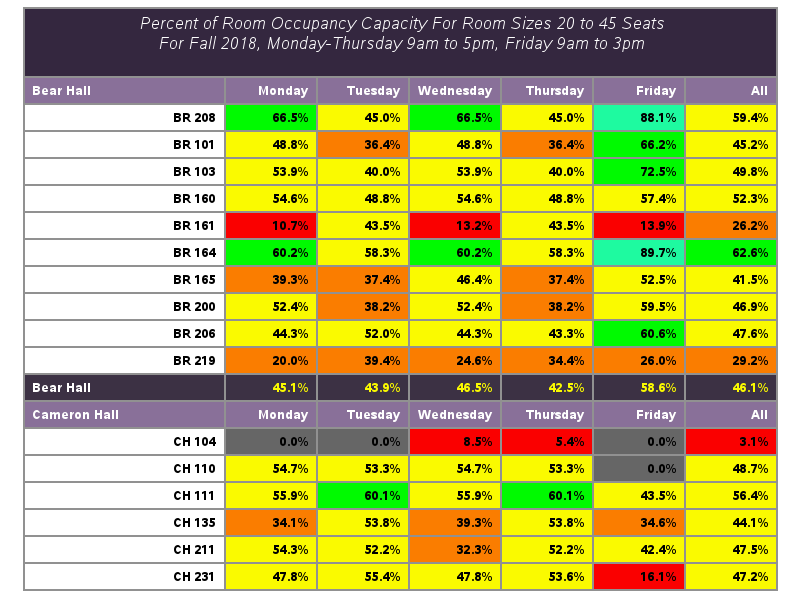 Percent of Room Occupancy Capacity For Room Sizes 20 to 45 Seats
For Fall 2018, Monday-Thursday 9am to 5pm, Friday 9am to 3pm
Bear Hall Monday Tuesday Wednesday Thursday Friday All
BR 208 66.5% 45.0% 66.5% 45.0% 88.1% 59.4%
BR 101 48.8% 36.4% 48.8% 36.4% 66.2% 45.2%
BR 103 53.9% 40.0% 53.9% 40.0% 72.5% 49.8%
BR 160 54.6% 48.8% 54.6% 48.8% 57.4% 52.3%
BR 161 10.7% 43.5% 13.2% 43.5% 13.9% 26.2%
BR 164 60.2% 58.3% 60.2% 58.3% 89.7% 62.6%
BR 165 39.3% 37.4% 46.4% 37.4% 52.5% 41.5%
BR 200 52.4% 38.2% 52.4% 38.2% 59.5% 46.9%
BR 206 44.3% 52.0% 44.3% 43.3% 60.6% 47.6%
BR 219 20.0% 39.4% 24.6% 34.4% 26.0% 29.2%
Bear Hall 45.1% 43.9% 46.5% 42.5% 58.6% 46.1%
Cameron Hall Monday Tuesday Wednesday Thursday Friday All
CH 104 0.0% 0.0% 8.5% 5.4% 0.0% 3.1%
CH 110 54.7% 53.3% 54.7% 53.3% 0.0% 48.7%
CH 111 55.9% 60.1% 55.9% 60.1% 43.5% 56.4%
CH 135 34.1% 53.8% 39.3% 53.8% 34.6% 44.1%
CH 211 54.3% 52.2% 32.3% 52.2% 42.4% 47.5%
CH 231 47.8% 55.4% 47.8% 53.6% 16.1% 47.2%